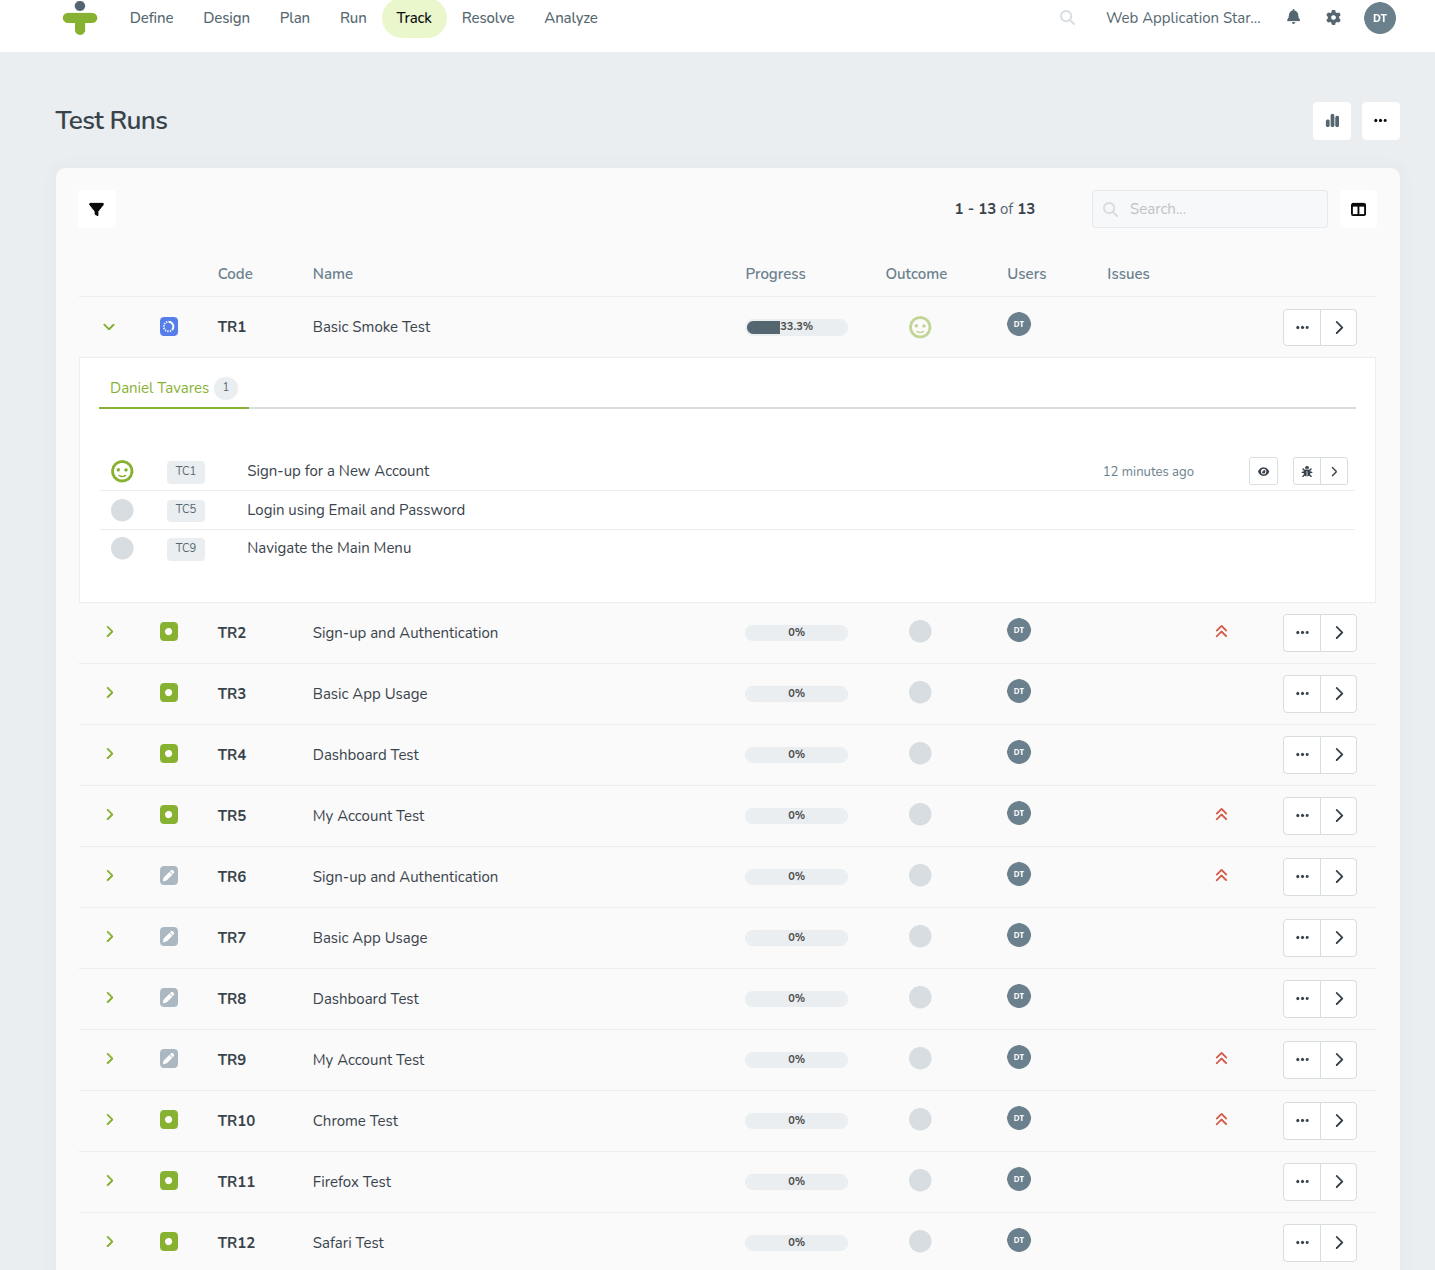 Define Design Plan Run Track Resolve Analyze Web Application Star... DT
Test Runs
1 - 13 of 13 Search...
Code Name Progress Outcome Users Issues
TR1 Basic Smoke Test 33.3% DT
Daniel Tavares 1
TC1 Sign-up for a New Account 12 minutes ago
TC5 Login using Email and Password
TC9 Navigate the Main Menu
TR2 Sign-up and Authentication 0% DT
TR3 Basic App Usage 0% DT
TR4 Dashboard Test 0% DT
TR5 My Account Test 0% DT
TR6 Sign-up and Authentication 0% DT
TR7 Basic App Usage 0% DT
TR8 Dashboard Test 0% DT
TR9 My Account Test 0% DT
TR10 Chrome Test 0% DT
TR11 Firefox Test 0% DT
TR12 Safari Test 0% DT